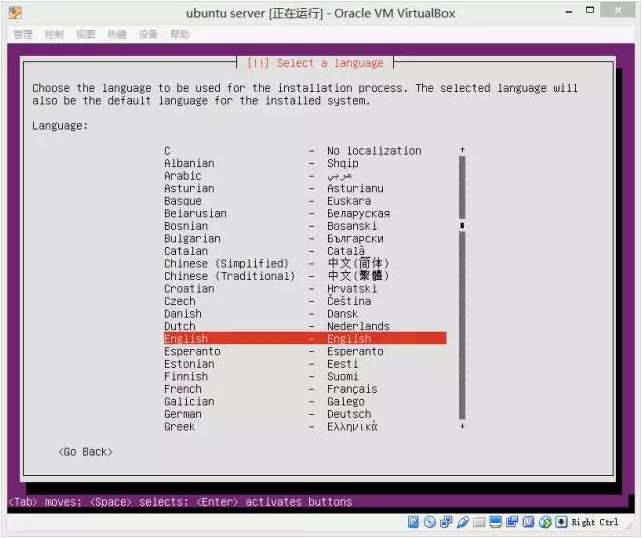 ubuntu server [正在运行] - Oracle VM VirtualBox
管理 控制 视图 热键 设备 帮助
[!!] Select a language
Choose the language to be used for the installation process. The selected language will
also be the default language for the installed system.
Language:
C - No localization ↑
Albanian - Shqip
Arabic - عربي
Asturian - Asturianu
Basque - Euskara
Belarusian - Беларуская
Bosnian - Bosanski
Bulgarian - Български
Catalan - Català
Chinese (Simplified) - 中文(简体)
Chinese (Traditional) - 中文(繁體)
Croatian - Hrvatski
Czech - Čeština
Danish - Dansk
Dutch - Nederlands
English - English
Esperanto - Esperanto
Estonian - Eesti
Finnish - Suomi
French - Français
Galician - Galego
German - Deutsch
Greek - Ελληνικά ↓
<Go Back>
<Tab> moves; <Space> selects; <Enter> activates buttons
Right Ctrl